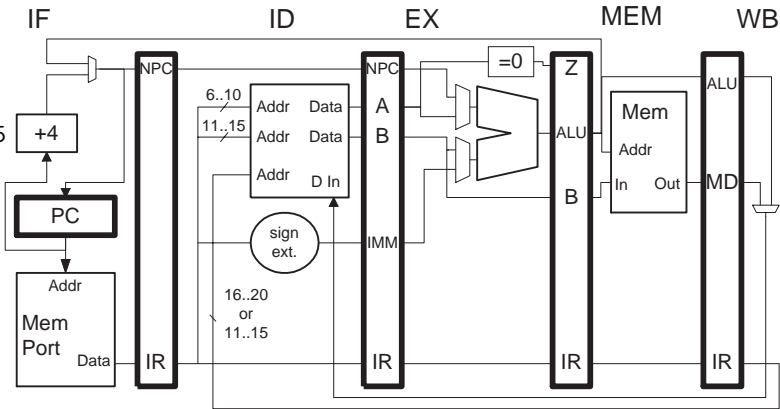 IF ID EX MEM WB
NPC NPC =0 Z
6..10 Addr Data A ALU
5 +4 11..15 Addr Data B ALU Mem
Addr Addr
D In In Out MD
PC B
sign
ext. IMM
Addr
16..20
or
11..15
Mem
Port
Data IR IR IR IR